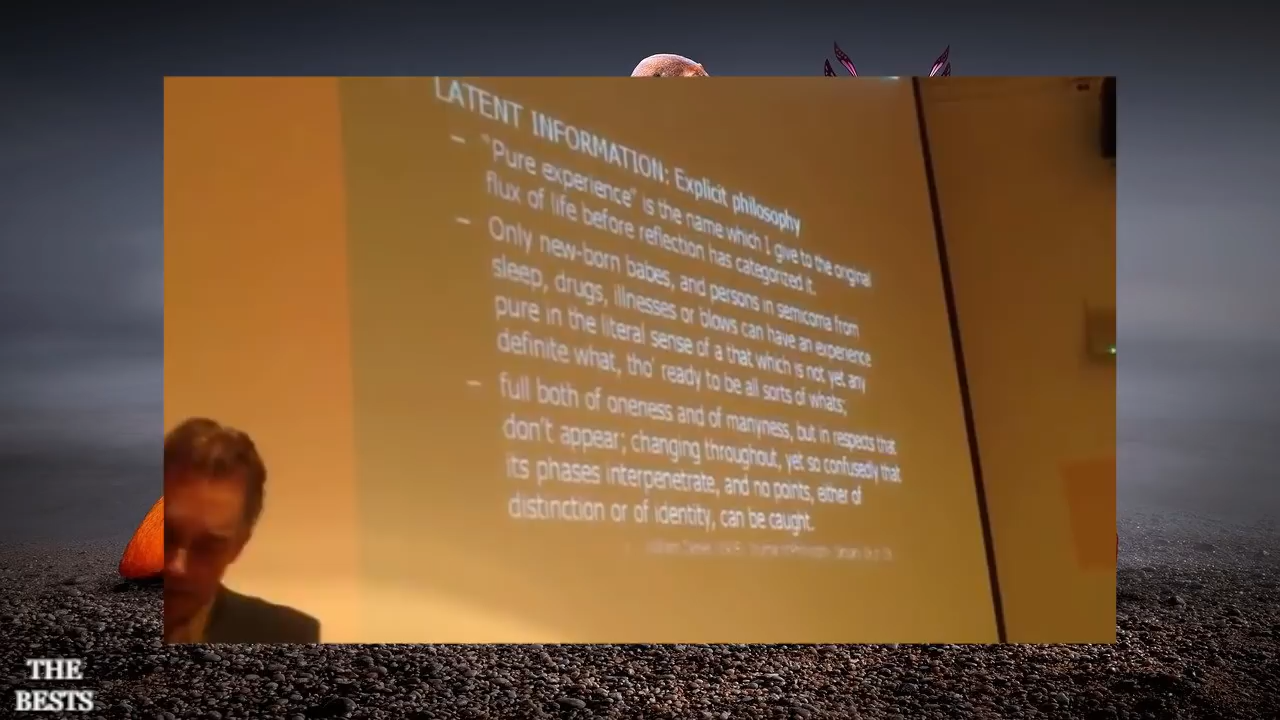 LATENT INFORMATION: Explicit philosophy
– "Pure experience" is the name which I give to the original
flux of life before reflection has categorized it.
– Only new-born babes, and persons in semicoma from
sleep, drugs, illnesses or blows can have an experience
pure in the literal sense of a that which is not yet any
definite what, tho' ready to be all sorts of whats;
– full both of oneness and of manyness, but in respects that
don't appear; changing throughout, yet so confusedly that
its phases interpenetrate, and no points, either of
distinction or of identity, can be caught.
THE
BESTS